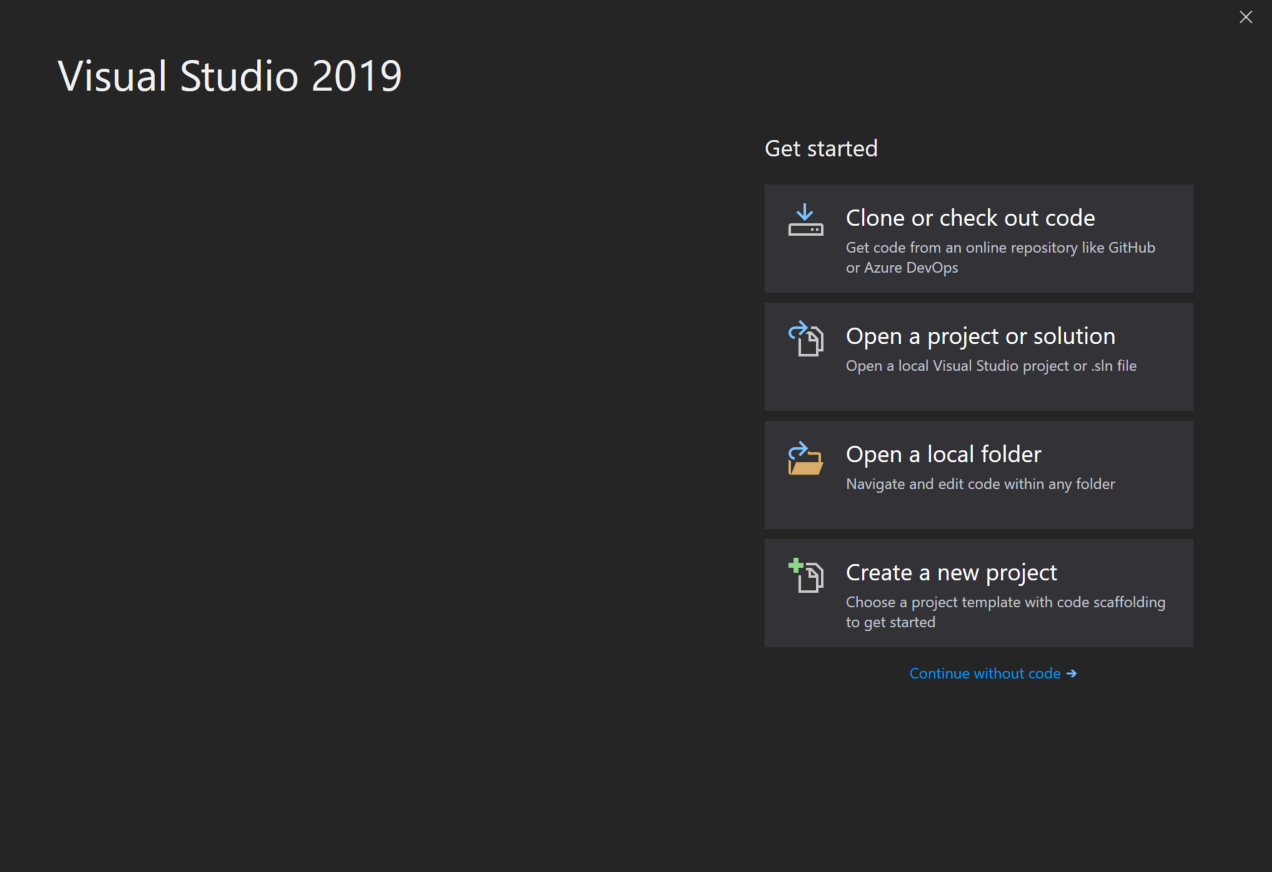 Visual Studio 2019
Get started
Clone or check out code
Get code from an online repository like GitHub
or Azure DevOps
Open a project or solution
Open a local Visual Studio project or .sln file
Open a local folder
Navigate and edit code within any folder
Create a new project
Choose a project template with code scaffolding
to get started
Continue without code →